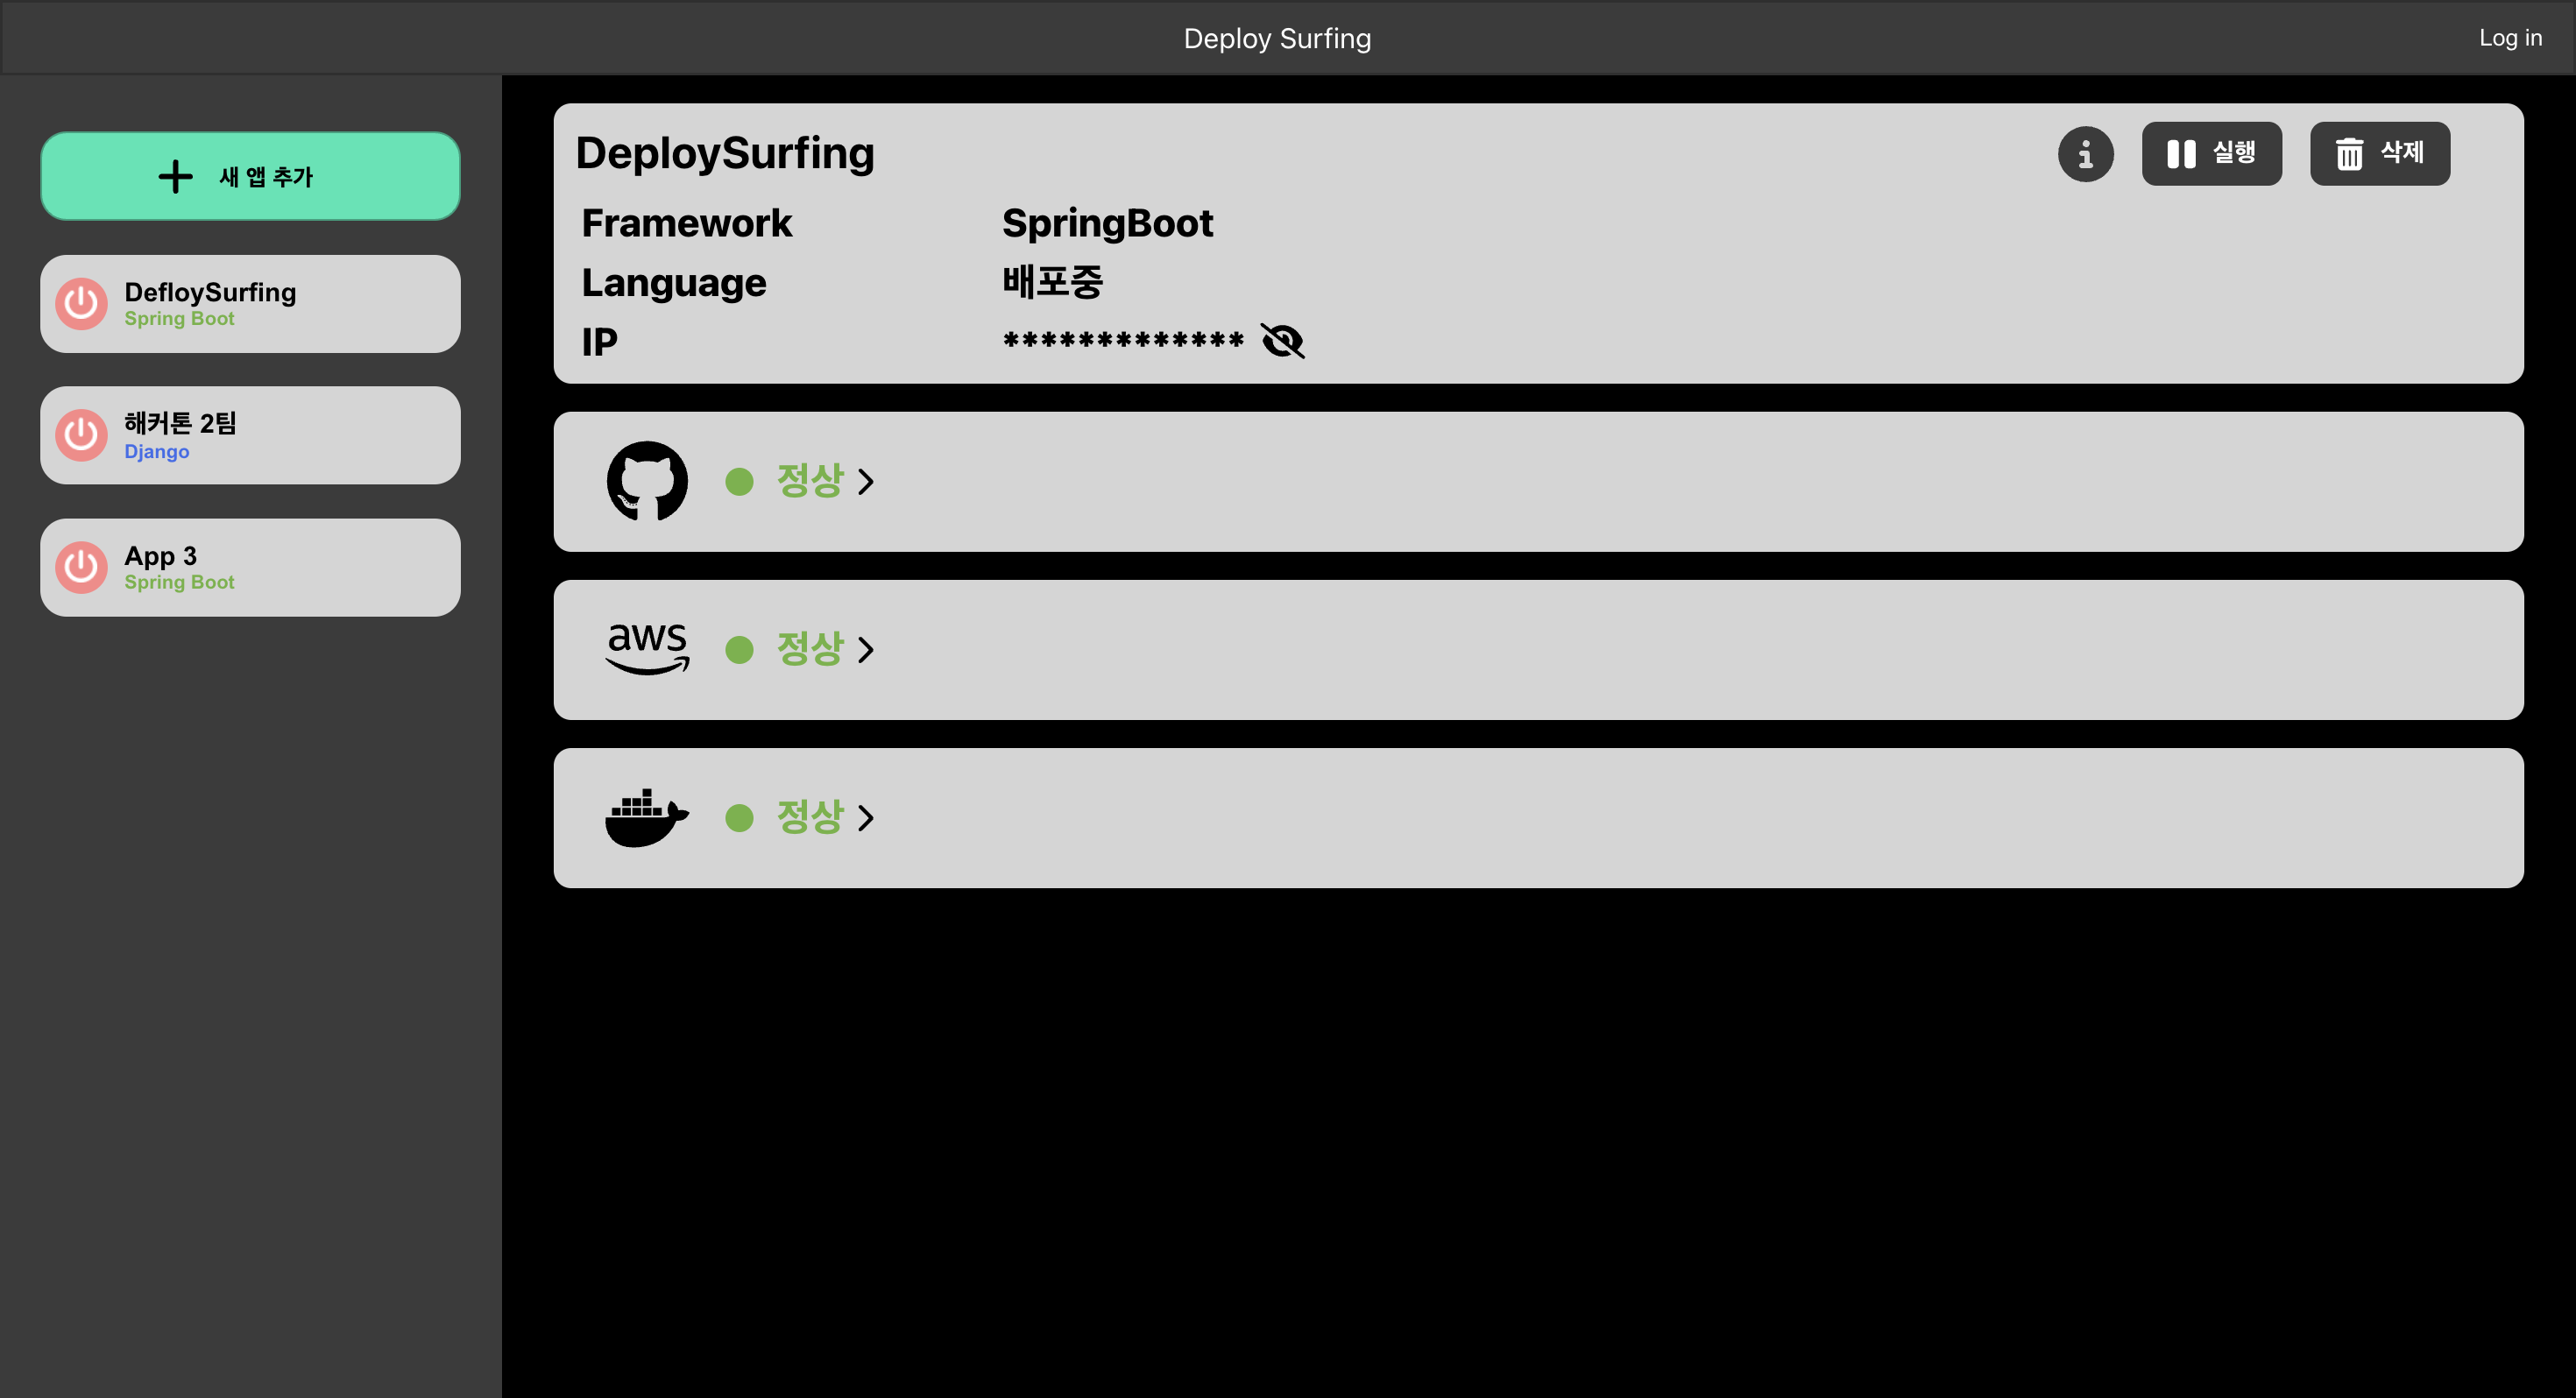 Deploy Surfing
Log in
새 앱 추가
DefloySurfing
Spring Boot
해커톤 2팀
Django
App 3
Spring Boot
DeploySurfing
실행
삭제
Framework SpringBoot
Language 배포중
IP *************
정상
aws 정상
정상